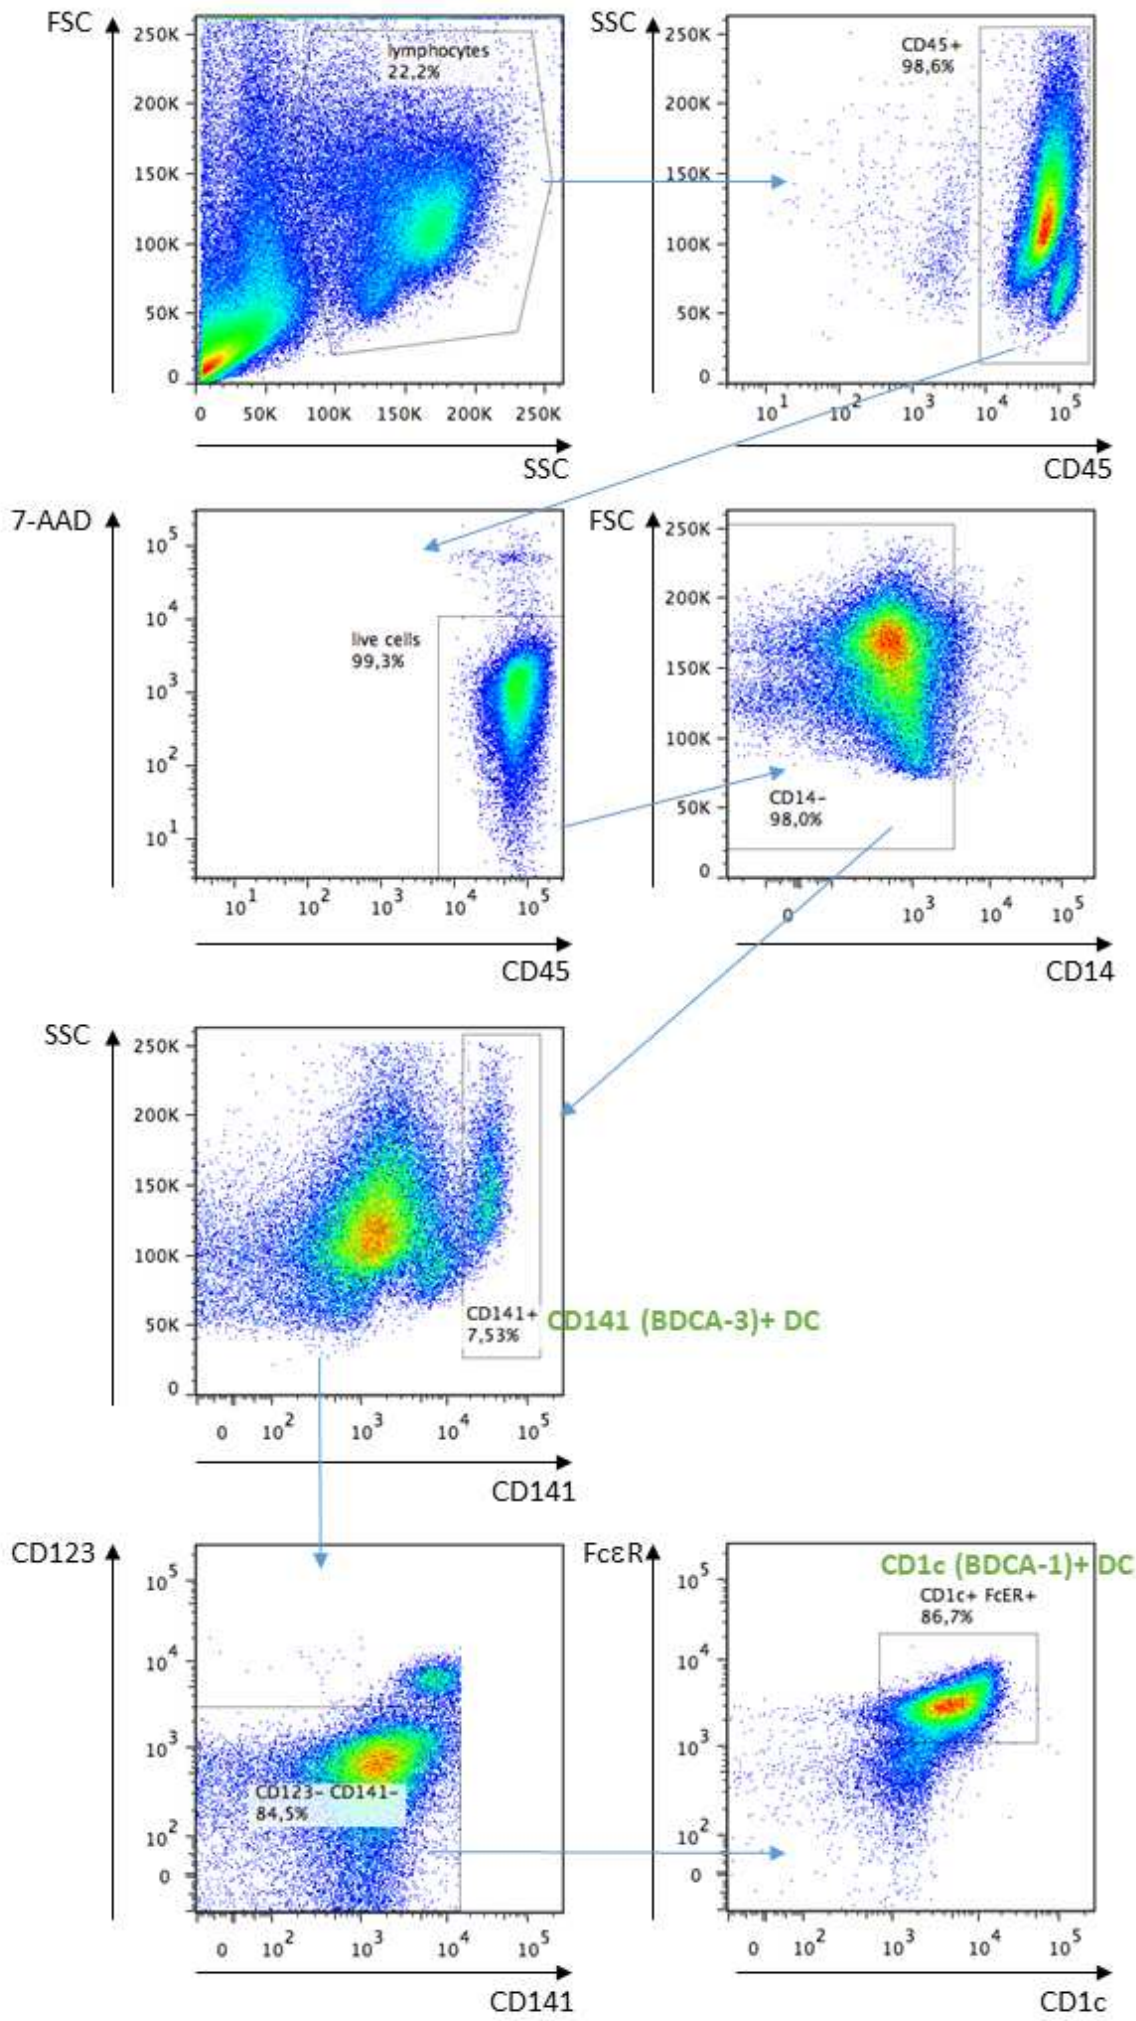 FSC
250K
200K
150K
100K
50K
0
lymphocytes
22,2%
0 50K 100K 150K 200K 250K
SSC
SSC
250K
200K
150K
100K
50K
0
CD45+
98,6%
10^1 10^2 10^3 10^4 10^5
CD45
7-AAD
10^5
10^4
10^3
10^2
10^1
live cells
99,3%
10^1 10^2 10^3 10^4 10^5
CD45
FSC
250K
200K
150K
100K
50K
0
CD14-
98,0%
0 10^3 10^4 10^5
CD14
SSC
250K
200K
150K
100K
50K
0
CD141+
7,53%
CD141 (BDCA-3)+ DC
0 10^2 10^3 10^4 10^5
CD141
CD123
10^5
10^4
10^3
10^2
0
CD123- CD141-
84,5%
0 10^2 10^3 10^4 10^5
CD141
FcεR
10^5
10^4
10^3
10^2
0
CD1c (BDCA-1)+ DC
CD1c+ FcER+
86,7%
0 10^2 10^3 10^4 10^5
CD1c